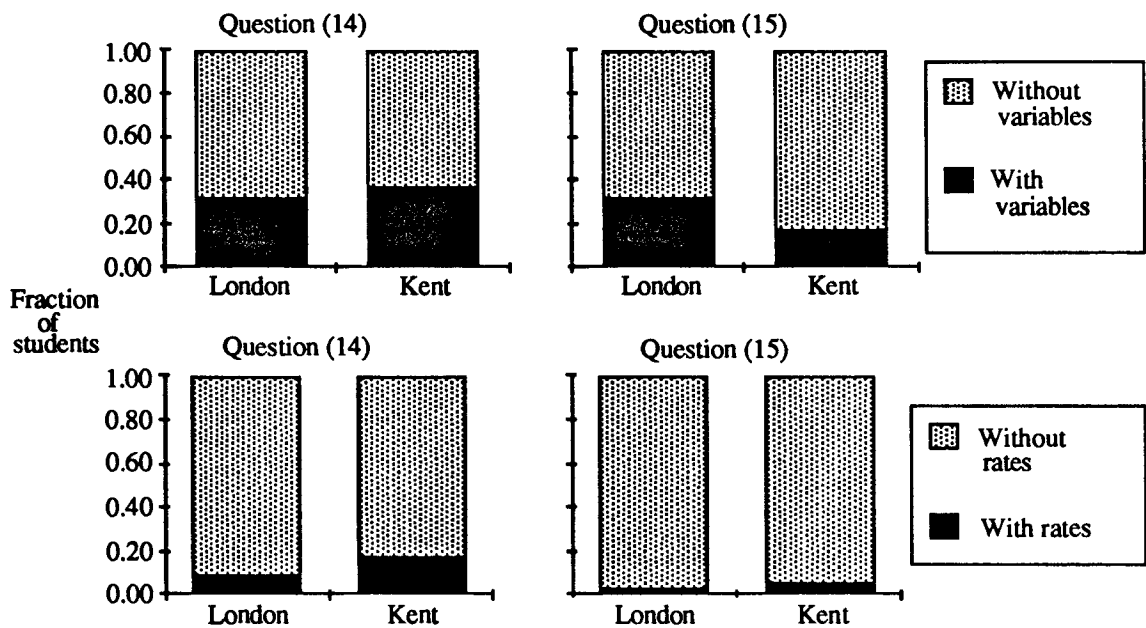 Question (14)
Question (15)
1.00
0.80
0.60
0.40
0.20
0.00
London
Kent
London
Kent
Without
variables
With
variables
Fraction
of
students
Question (14)
Question (15)
1.00
0.80
0.60
0.40
0.20
0.00
London
Kent
London
Kent
Without
rates
With rates